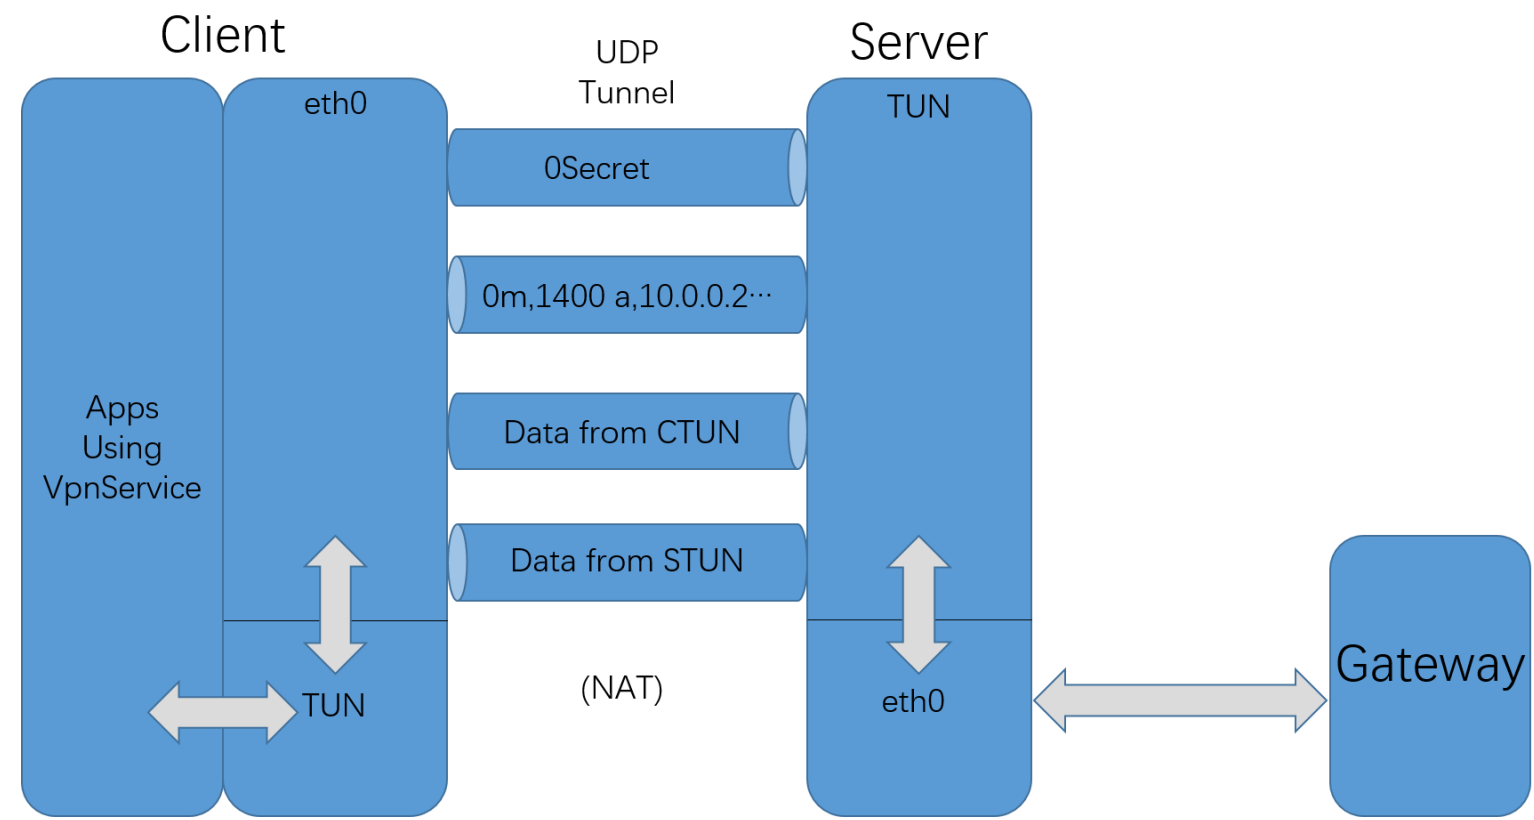 Client
UDP
Tunnel
Server
eth0
TUN
0Secret
0m,1400 a,10.0.0.2⋯
Apps
Using
VpnService
Data from CTUN
Data from STUN
(NAT)
TUN
eth0
Gateway